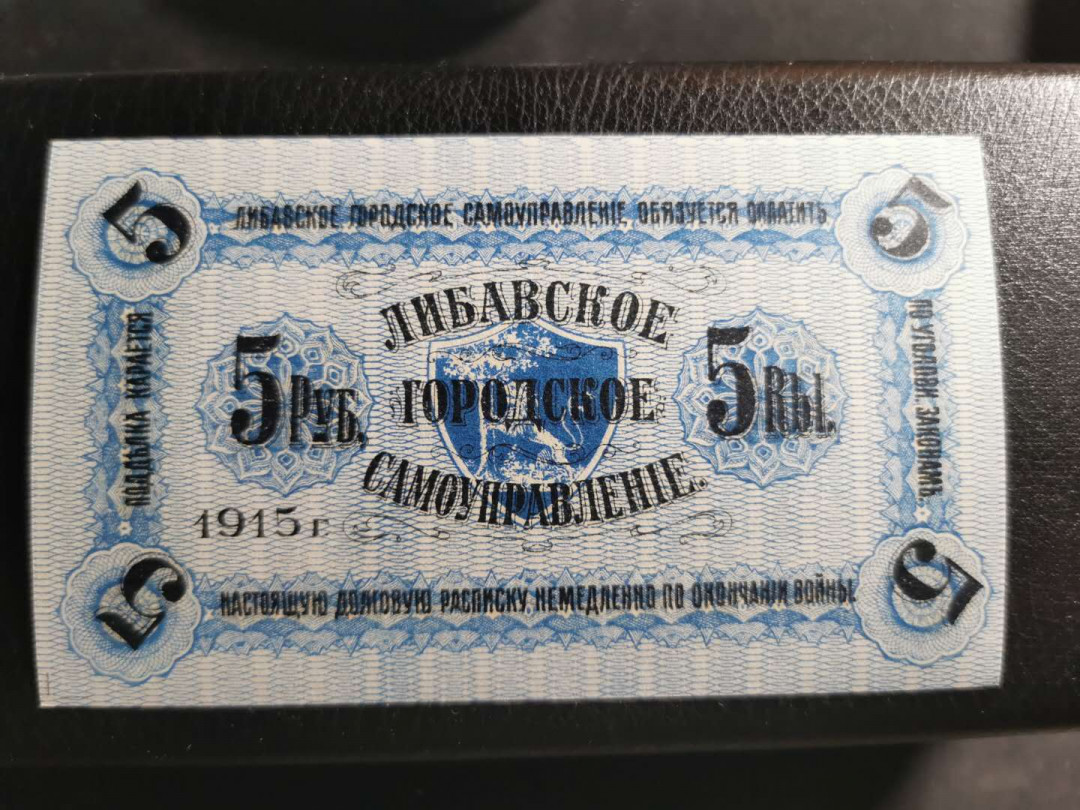 5
5
ЛИБАВСКОЕ ГОРОДСКОЕ САМОУПРАВЛЕНІЕ, ОБЯЗУЕТСЯ ОПЛАТИТЬ
ПОДДѢЛКА КАРАЕТСЯ
ЛИБАВСКОЕ
ГОРОДСКОЕ
САМОУПРАВЛЕНІЕ.
5 РУБ.
5 Rbl.
1915 г.
ПО УГОЛОВН. ЗАКОНАМЪ.
НАСТОЯЩУЮ ДОЛГОВУЮ РАСПИСКУ НЕМЕДЛЕННО ПО ОКОНЧАНІИ ВОЙНЫ.
5
5